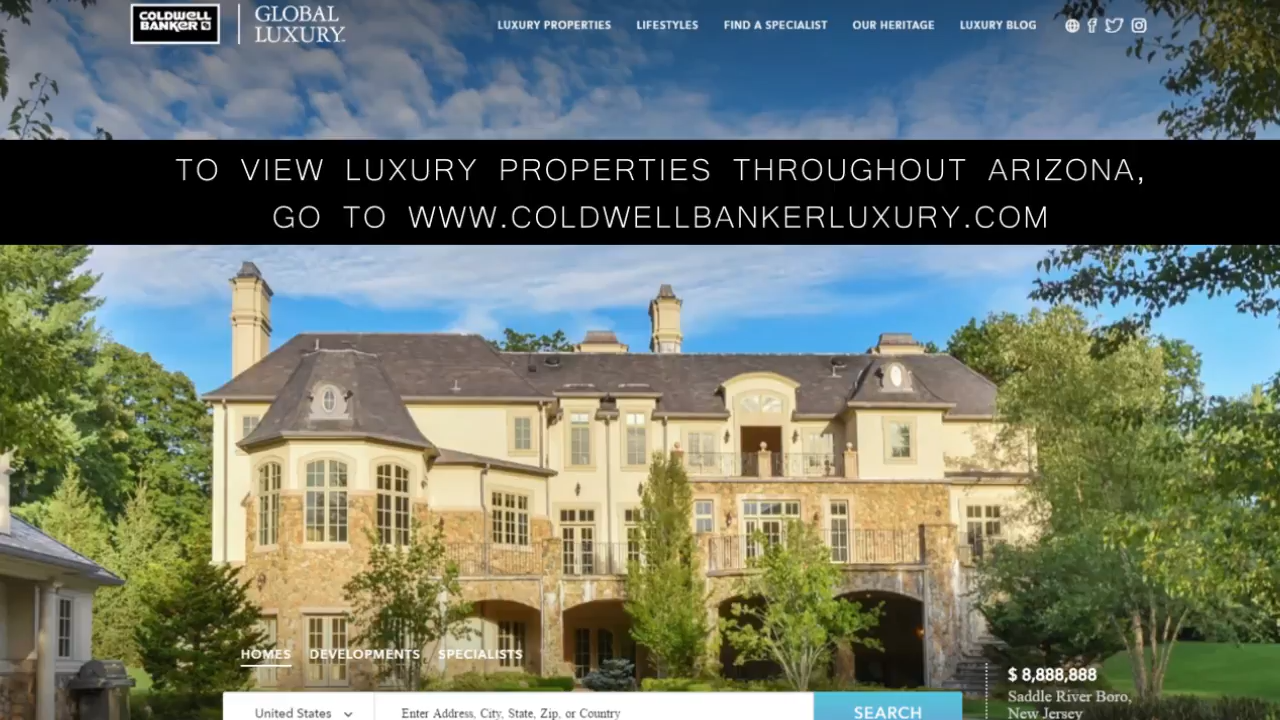 COLDWELL BANKER
GLOBAL LUXURY
LUXURY PROPERTIES LIFESTYLES FIND A SPECIALIST OUR HERITAGE LUXURY BLOG
TO VIEW LUXURY PROPERTIES THROUGHOUT ARIZONA,
GO TO WWW.COLDWELLBANKERLUXURY.COM
HOMES DEVELOPMENTS SPECIALISTS
United States Enter Address, City, State, Zip, or Country SEARCH
$ 8,888,888
Saddle River Boro,
New Jersey